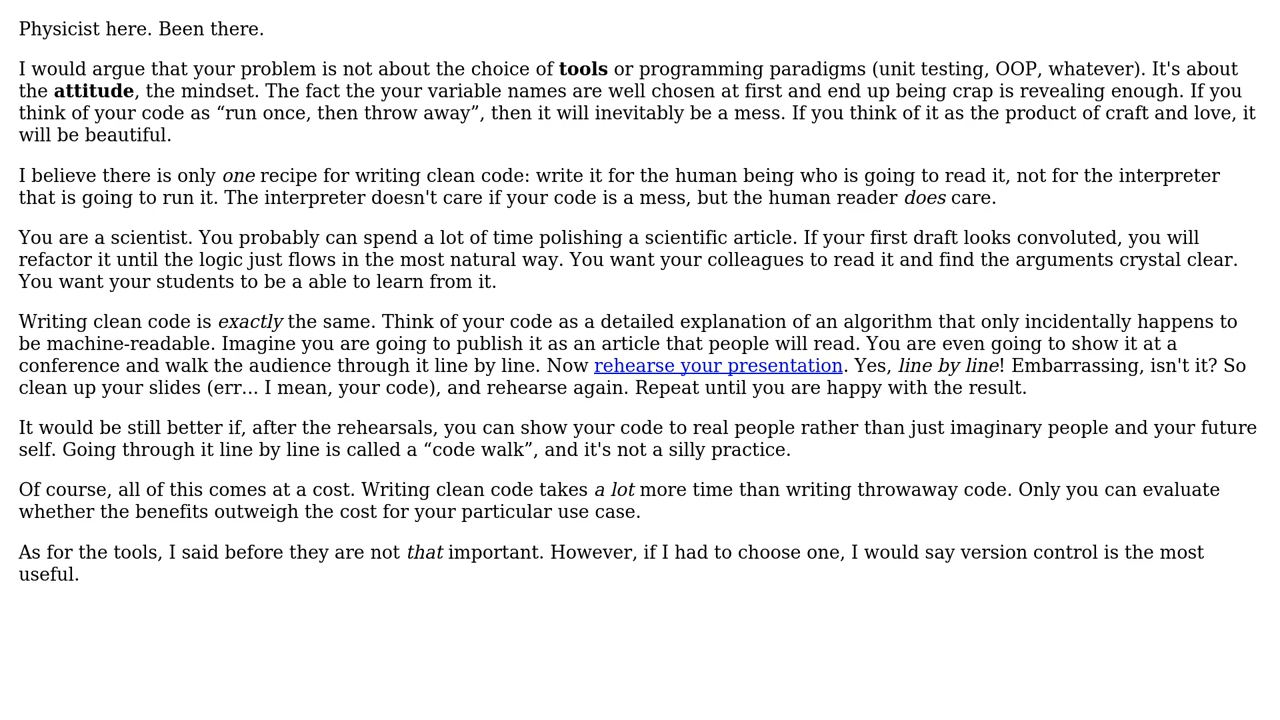 Physicist here. Been there.
I would argue that your problem is not about the choice of tools or programming paradigms (unit testing, OOP, whatever). It's about
the attitude, the mindset. The fact the your variable names are well chosen at first and end up being crap is revealing enough. If you
think of your code as “run once, then throw away”, then it will inevitably be a mess. If you think of it as the product of craft and love, it
will be beautiful.
I believe there is only one recipe for writing clean code: write it for the human being who is going to read it, not for the interpreter
that is going to run it. The interpreter doesn't care if your code is a mess, but the human reader does care.
You are a scientist. You probably can spend a lot of time polishing a scientific article. If your first draft looks convoluted, you will
refactor it until the logic just flows in the most natural way. You want your colleagues to read it and find the arguments crystal clear.
You want your students to be a able to learn from it.
Writing clean code is exactly the same. Think of your code as a detailed explanation of an algorithm that only incidentally happens to
be machine-readable. Imagine you are going to publish it as an article that people will read. You are even going to show it at a
conference and walk the audience through it line by line. Now rehearse your presentation. Yes, line by line! Embarrassing, isn't it? So
clean up your slides (err… I mean, your code), and rehearse again. Repeat until you are happy with the result.
It would be still better if, after the rehearsals, you can show your code to real people rather than just imaginary people and your future
self. Going through it line by line is called a “code walk”, and it's not a silly practice.
Of course, all of this comes at a cost. Writing clean code takes a lot more time than writing throwaway code. Only you can evaluate
whether the benefits outweigh the cost for your particular use case.
As for the tools, I said before they are not that important. However, if I had to choose one, I would say version control is the most
useful.